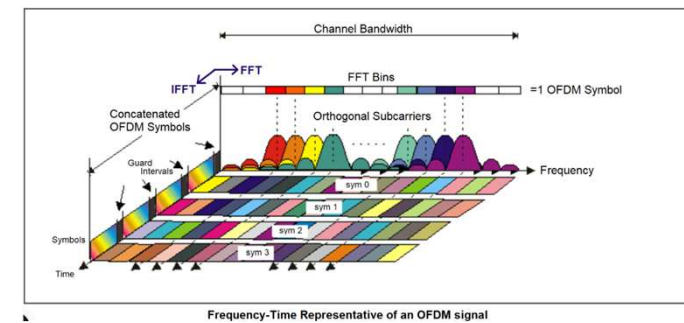 Channel Bandwidth
IFFT
FFT
FFT Bins
=1 OFDM Symbol
Concatenated
OFDM Symbols
Orthogonal Subcarriers
Guard
Intervals
Frequency
sym 0
sym 1
sym 2
sym 3
Symbols
Time
Frequency-Time Representative of an OFDM signal